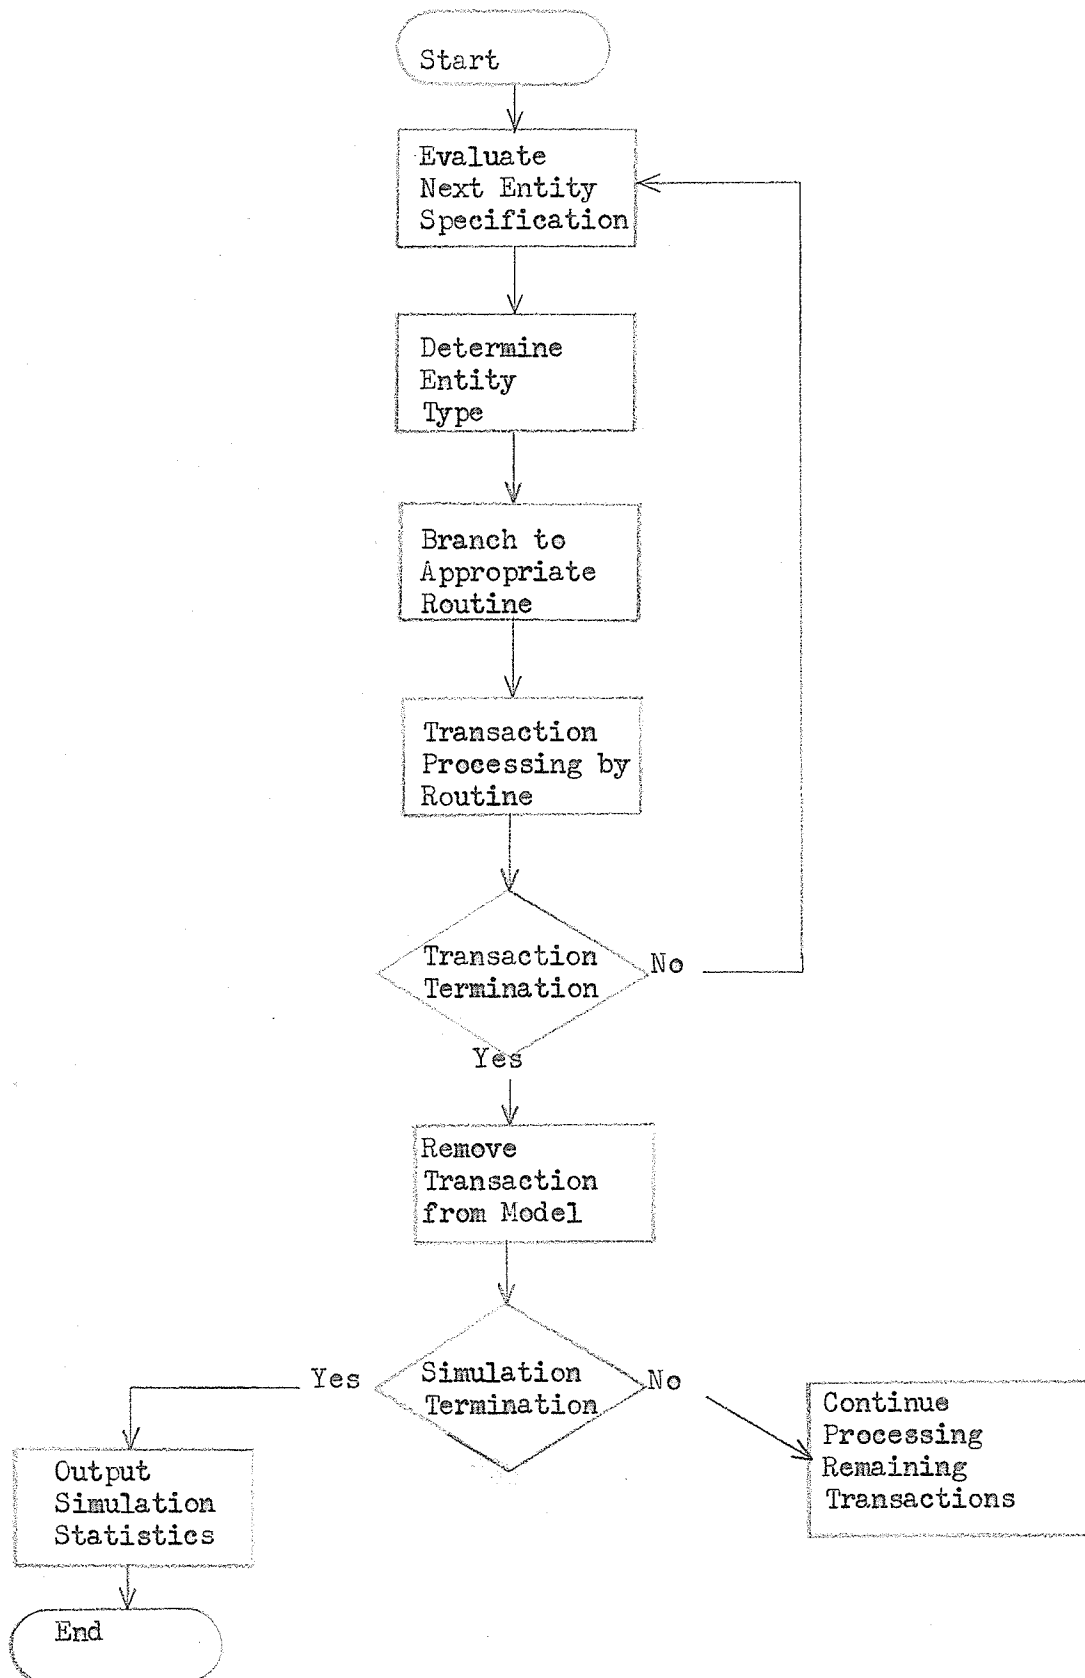 Start
Evaluate
Next Entity
Specification
Determine
Entity
Type
Branch to
Appropriate
Routine
Transaction
Processing by
Routine
Transaction
Termination
No
Yes
Remove
Transaction
from Model
Yes
Simulation
Termination
No
Continue
Processing
Remaining
Transactions
Output
Simulation
Statistics
End